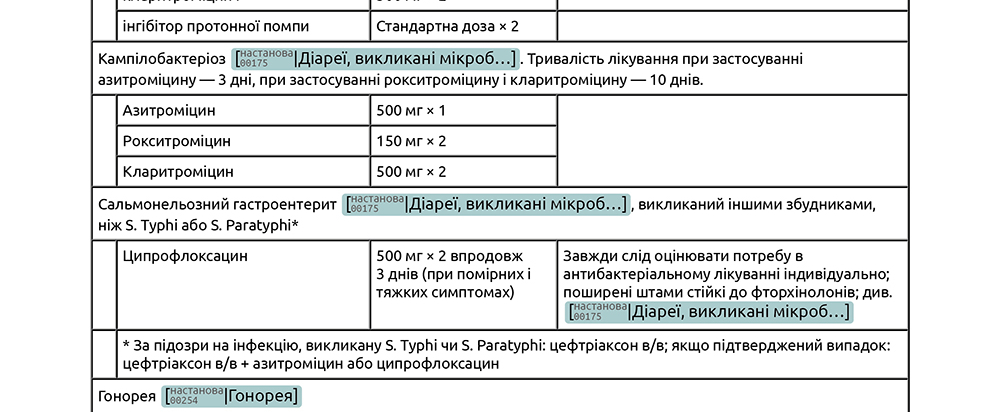 інгібітор протонної помпи Стандартна доза × 2
Кампілобактеріоз [настанова 00175|Діареї, викликані мікроб…]. Тривалість лікування при застосуванні
азитроміцину — 3 дні, при застосуванні рокситроміцину і кларитроміцину — 10 днів.
Азитроміцин 500 мг × 1
Рокситроміцин 150 мг × 2
Кларитроміцин 500 мг × 2
Сальмонельозний гастроентерит [настанова 00175|Діареї, викликані мікроб…], викликаний іншими збудниками,
ніж S. Typhi або S. Paratyphi*
Ципрофлоксацин
500 мг × 2 впродовж
3 днів (при помірних і
тяжких симптомах)
Завжди слід оцінювати потребу в
антибактеріальному лікуванні індивідуально;
поширені штами стійкі до фторхінолонів; див.
[настанова 00175|Діареї, викликані мікроб…]
* За підозри на інфекцію, викликану S. Typhi чи S. Paratyphi: цефтріаксон в/в; якщо підтверджений випадок:
цефтріаксон в/в + азитроміцин або ципрофлоксацин
Гонорея [настанова 00254|Гонорея]